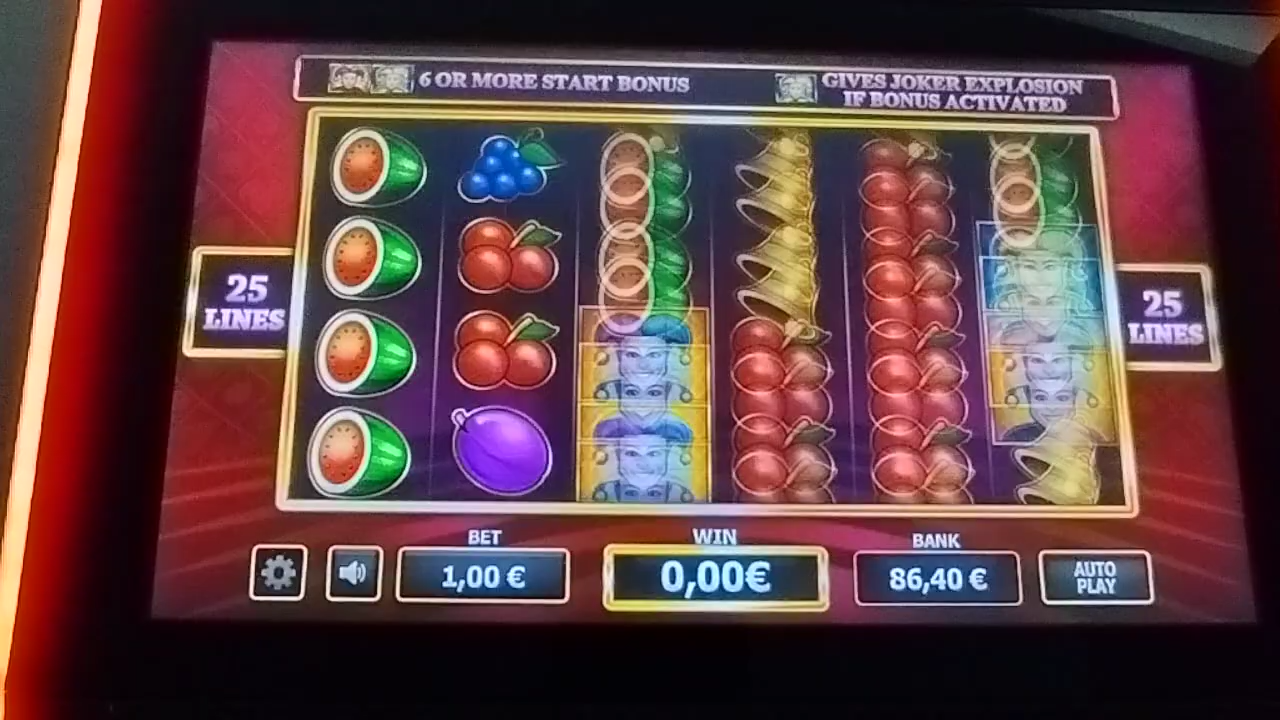 6 OR MORE START BONUS
GIVES JOKER EXPLOSION
IF BONUS ACTIVATED
25
LINES
25
LINES
BET
WIN
BANK
1,00 €
0,00€
86,40 €
AUTO
PLAY